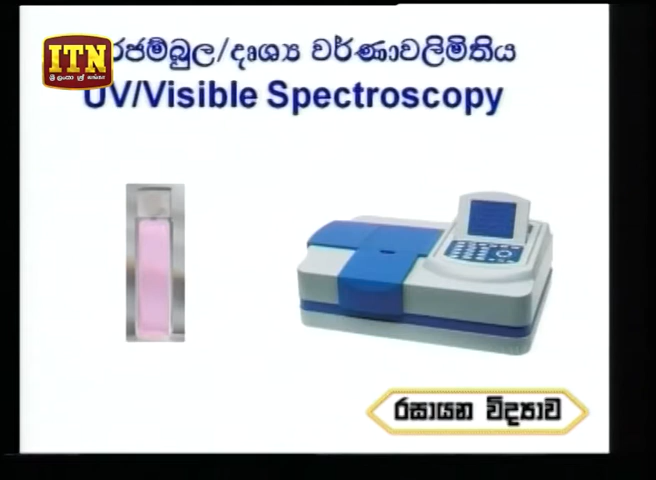 ITN
රජම්බුල/දෘශ්‍ය වර්ණාවලිමිතිය
UV/Visible Spectroscopy
රසායන විද්‍යාව